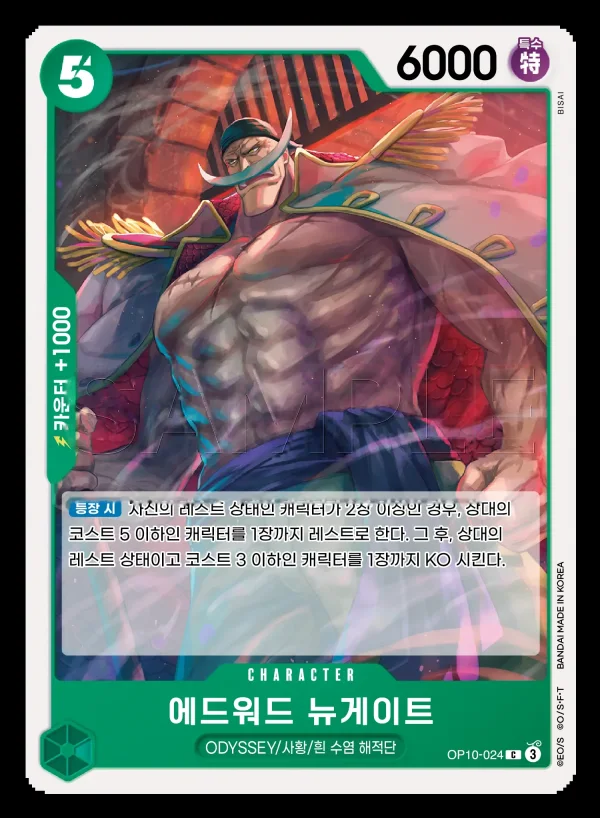 5
6000
특수
特
BISAI
카운터 +1000
SAMPLE
등장 시 자신의 레스트 상태인 캐릭터가 2장 이상인 경우, 상대의
코스트 5 이하인 캐릭터를 1장까지 레스트로 한다. 그 후, 상대의
레스트 상태이고 코스트 3 이하인 캐릭터를 1장까지 KO 시킨다.
CHARACTER
에드워드 뉴게이트
ODYSSEY/사황/흰 수염 해적단
OP10-024 C 3
©EO/S ©O/S·F·T BANDAI MADE IN KOREA